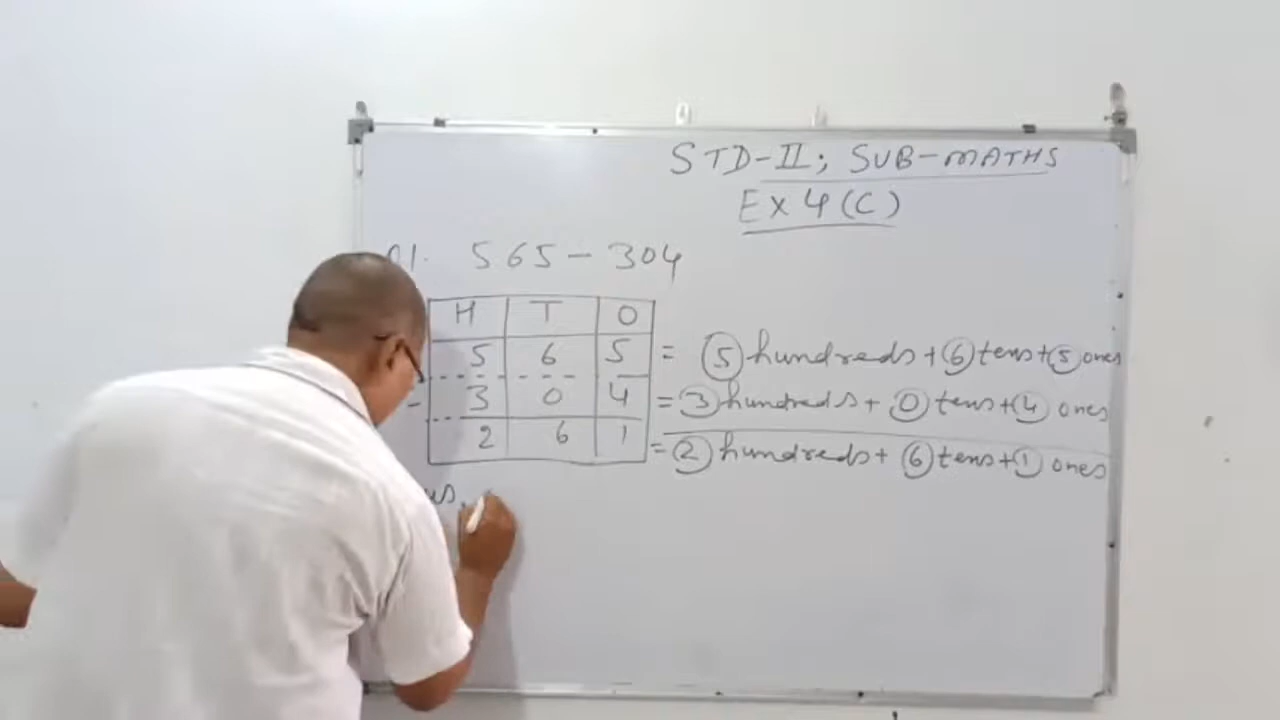 STD-II; SUB-MATHS
EX 4(C)
Q1. 565 - 304
H T O
5 6 5 = 5 hundreds + 6 tens + 5 ones
- 3 0 4 = 3 hundreds + 0 tens + 4 ones
2 6 1 = 2 hundreds + 6 tens + 1 ones